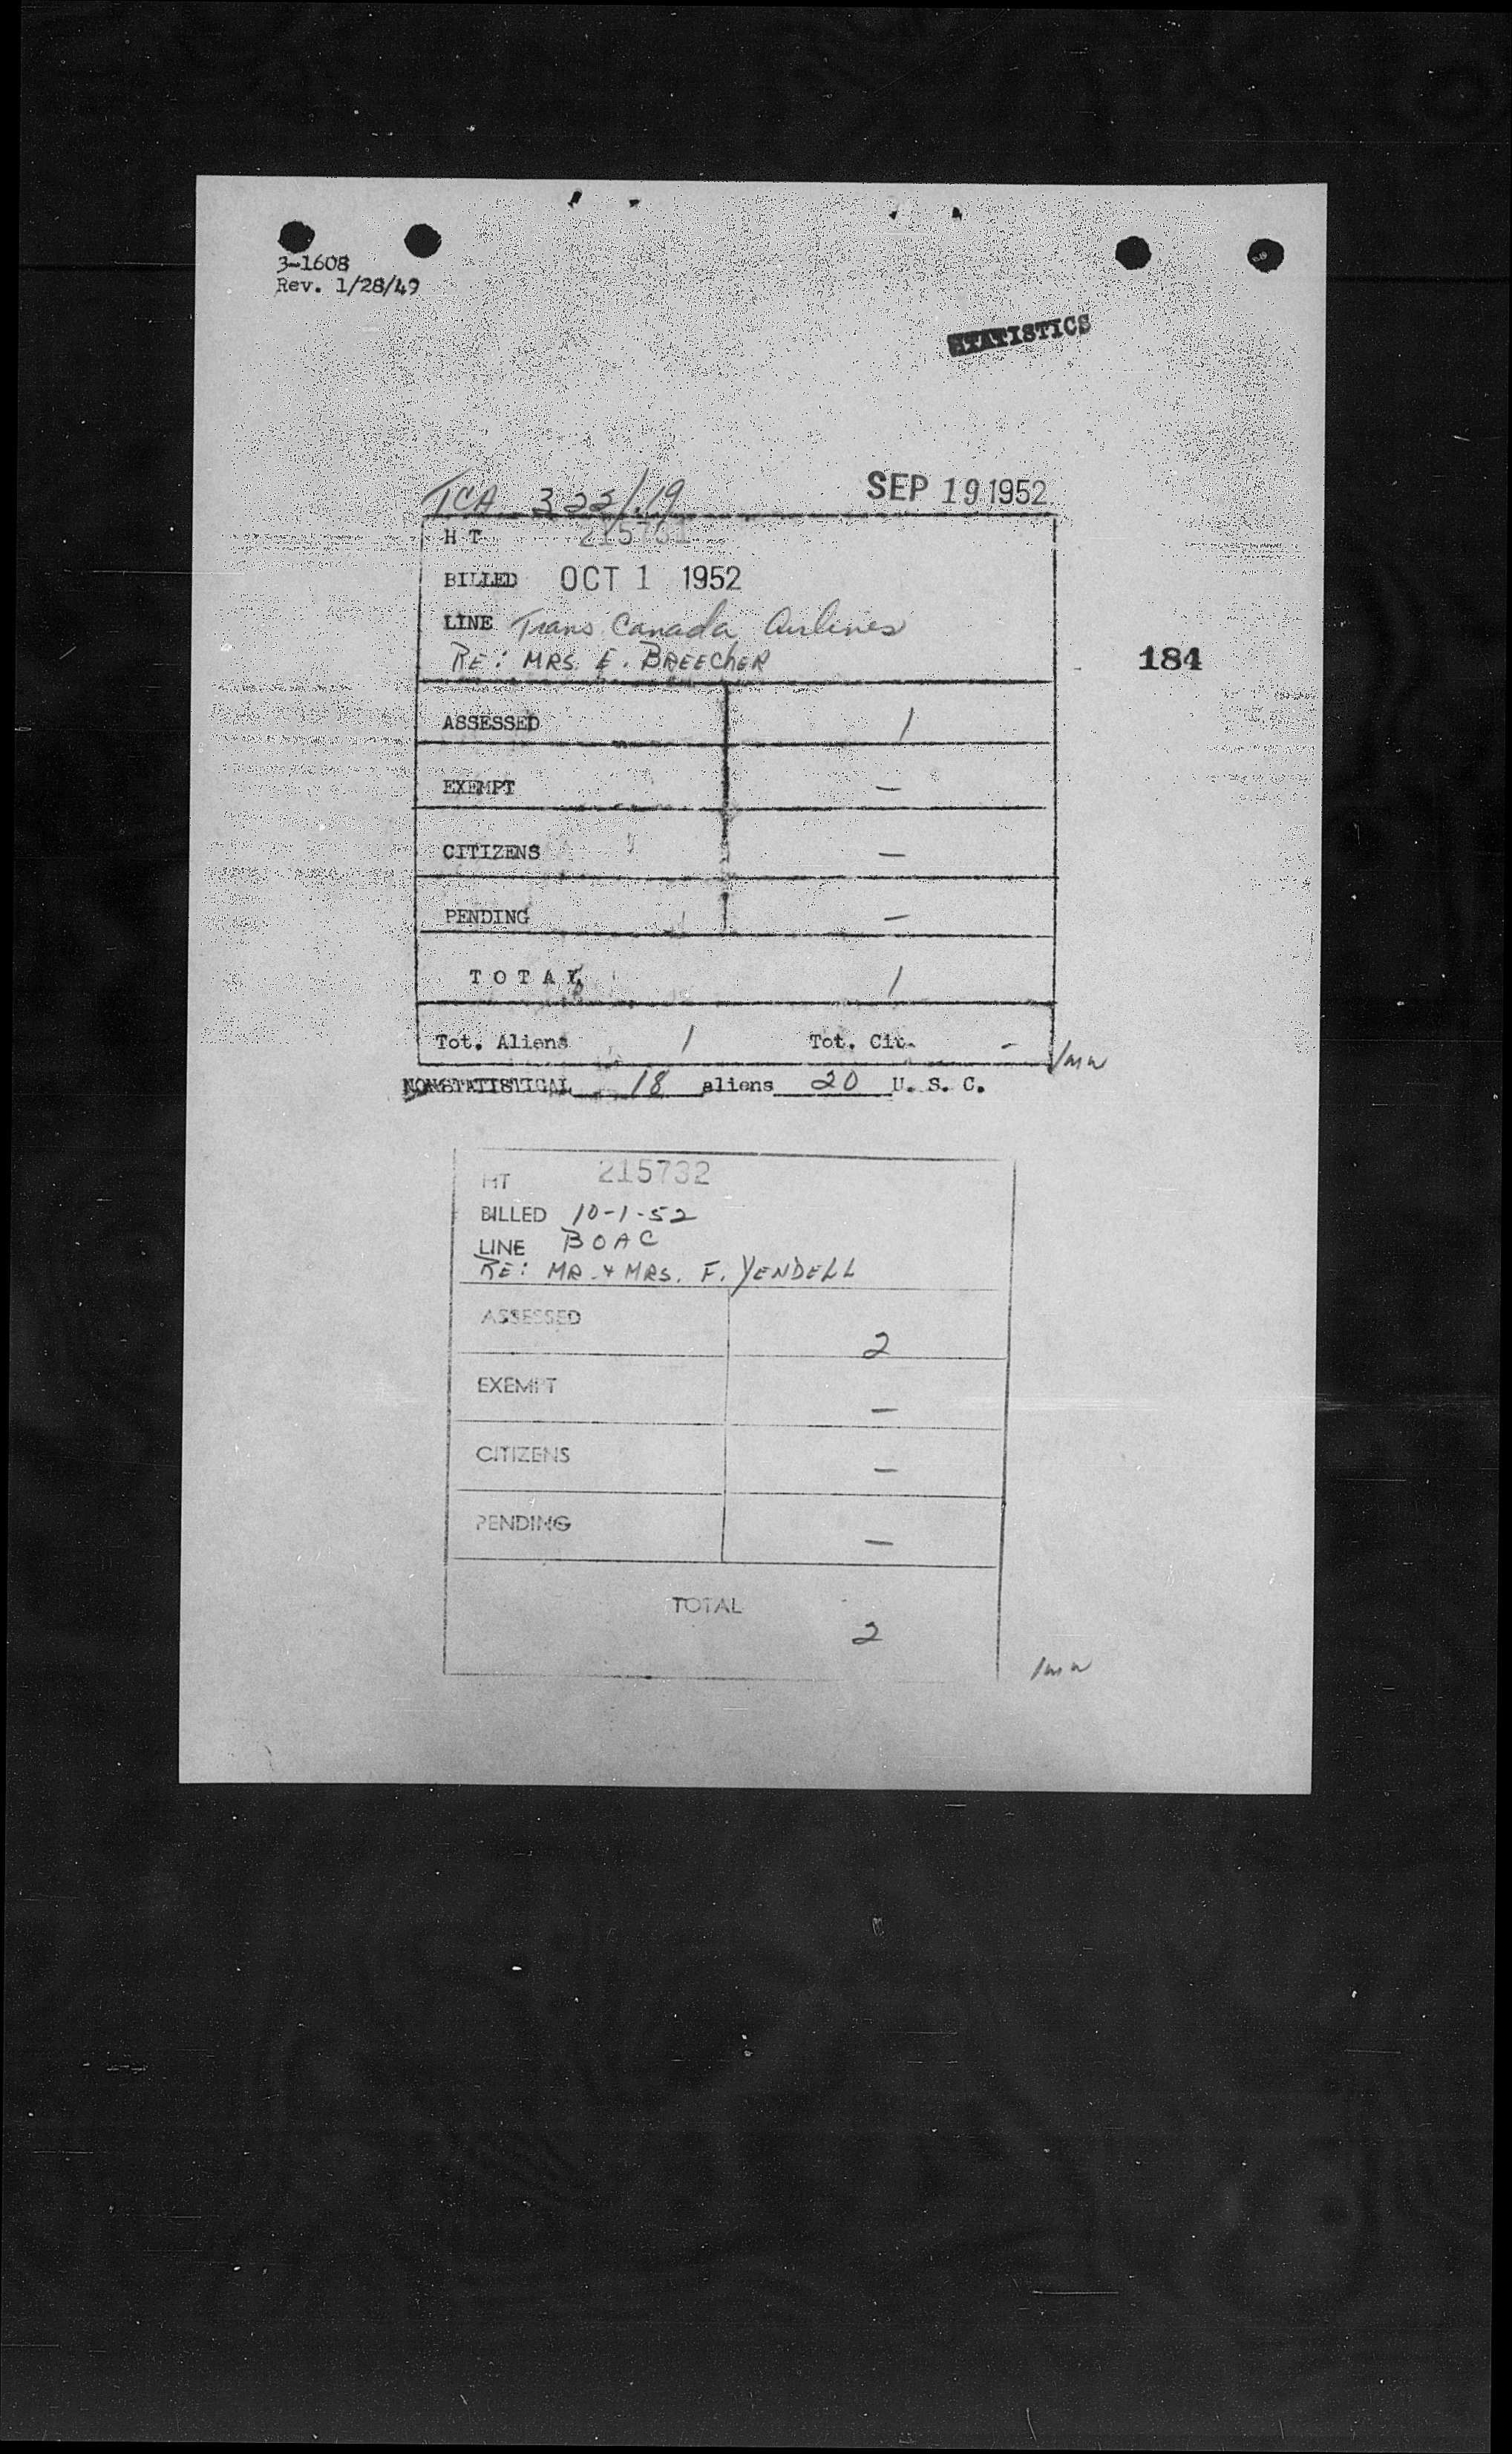 3-1608
Rev. 1/28/49
STATISTICS
TCA 322/.19 SEP 19 1952
H T 215731
BILLED OCT 1 1952
LINE Trans Canada Airlines
RE: MRS. E. BREECHER
184
ASSESSED 1
EXEMPT —
CITIZENS —
PENDING —
T O T A L 1
Tot. Aliens 1 Tot. Cit. -
NONSTATISTICAL 18 aliens 20 U. S. C.
HT 215732
BILLED 10-1-52
LINE BOAC
RE: MR. + MRS. F. YENDELL
ASSESSED 2
EXEMPT —
CITIZENS —
PENDING —
TOTAL
2